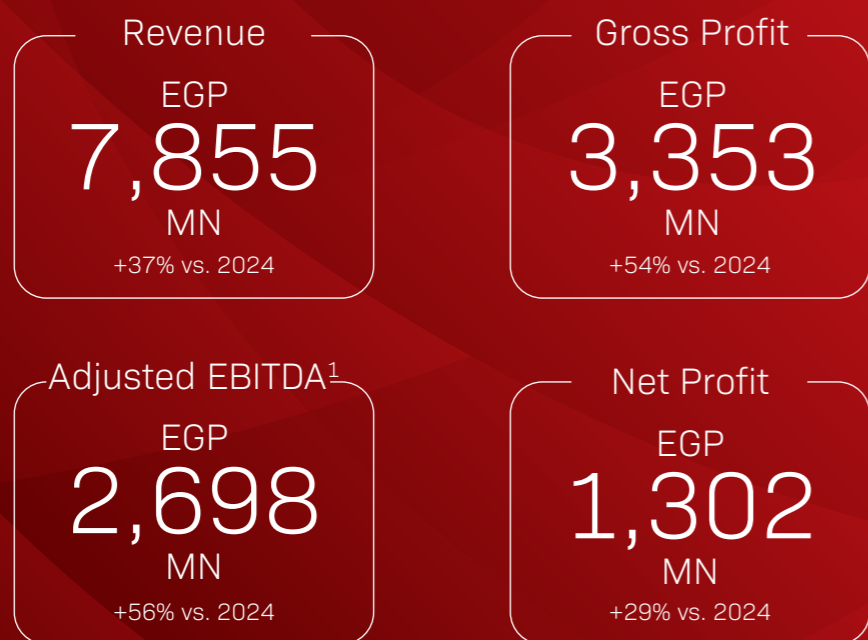 Revenue
EGP
7,855
MN
+37% vs. 2024
Gross Profit
EGP
3,353
MN
+54% vs. 2024
Adjusted EBITDA¹
EGP
2,698
MN
+56% vs. 2024
Net Profit
EGP
1,302
MN
+29% vs. 2024